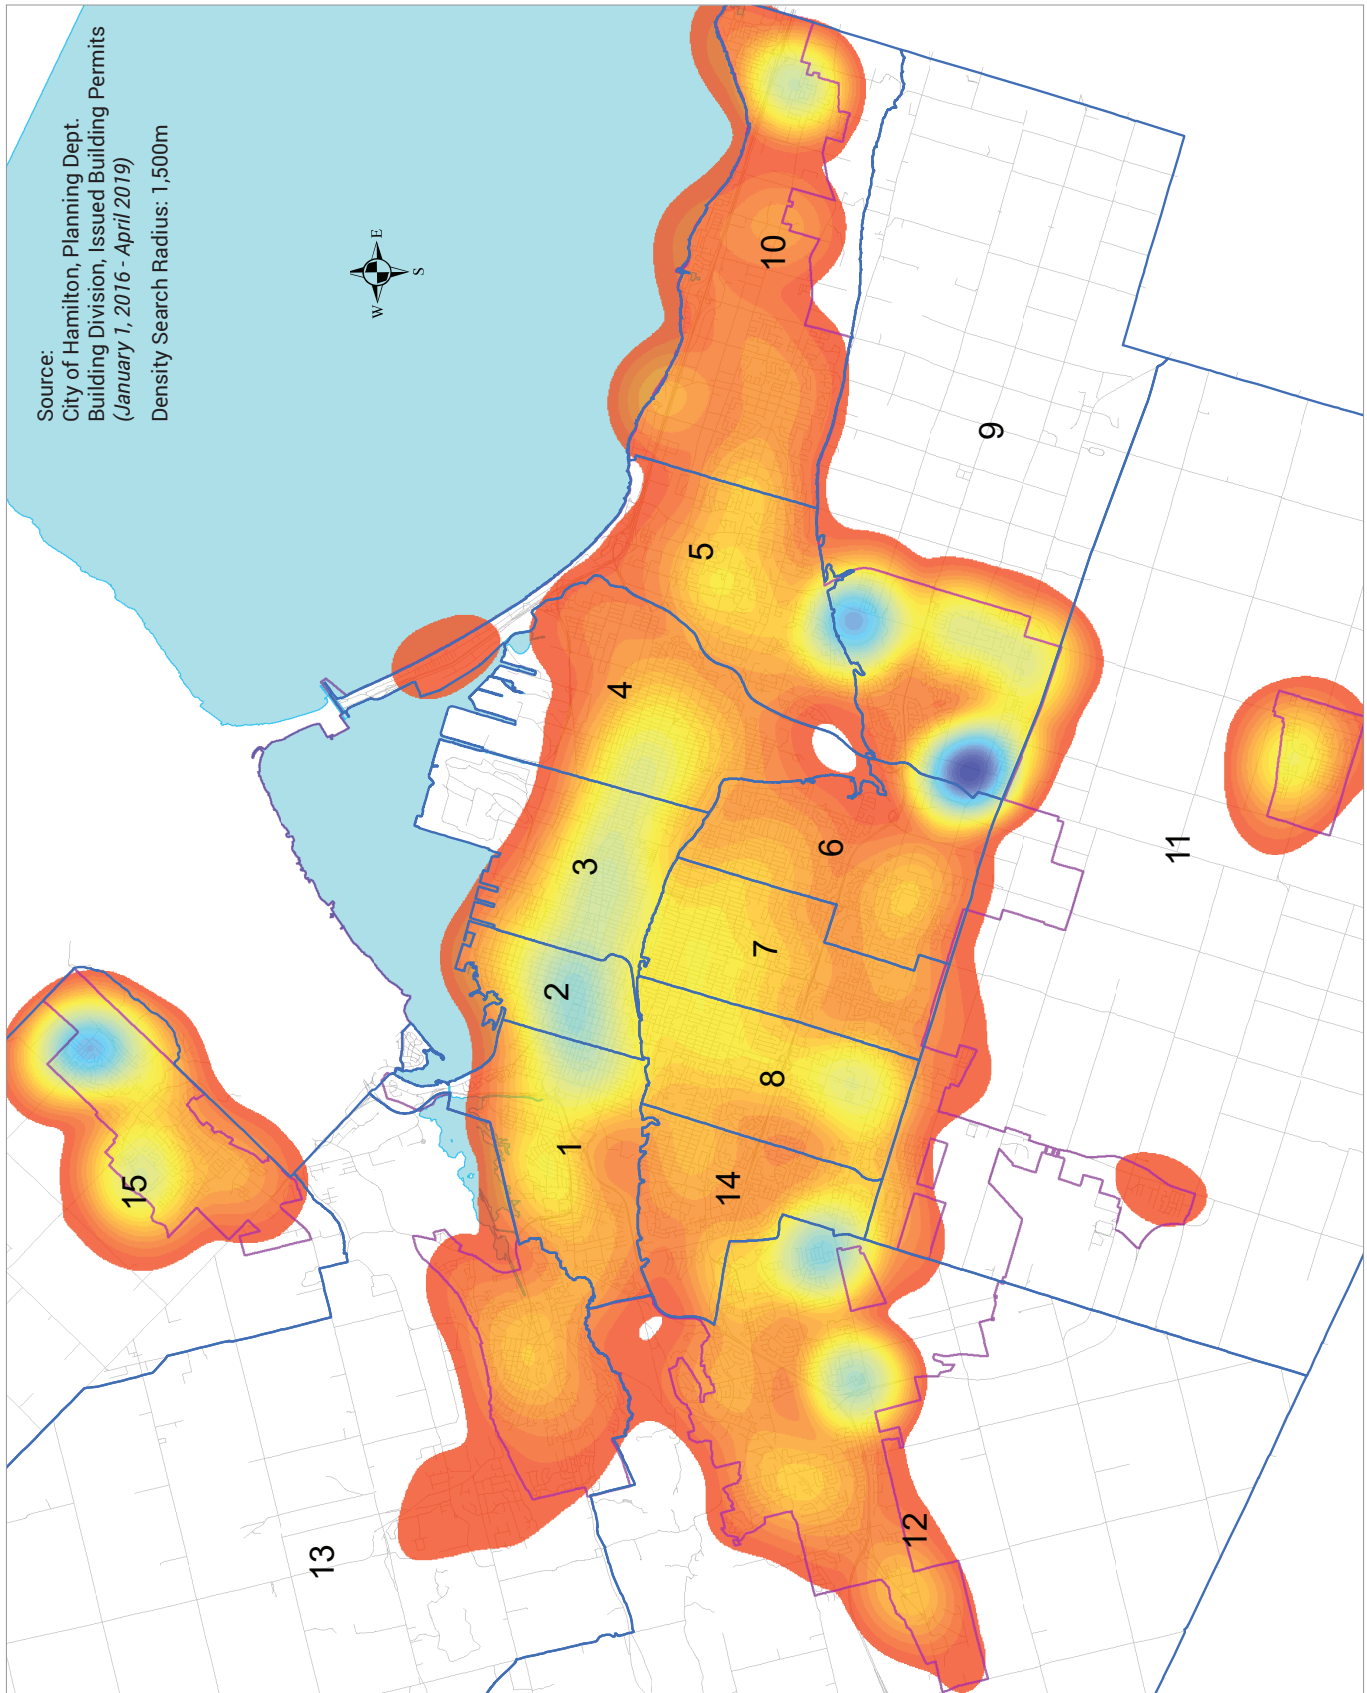 Source:
City of Hamilton, Planning Dept.
Building Division, Issued Building Permits
(January 1, 2016 - April 2019)
Density Search Radius: 1,500m
E
W
S
15
13
1
2
3
4
5
10
14
8
7
6
9
12
11